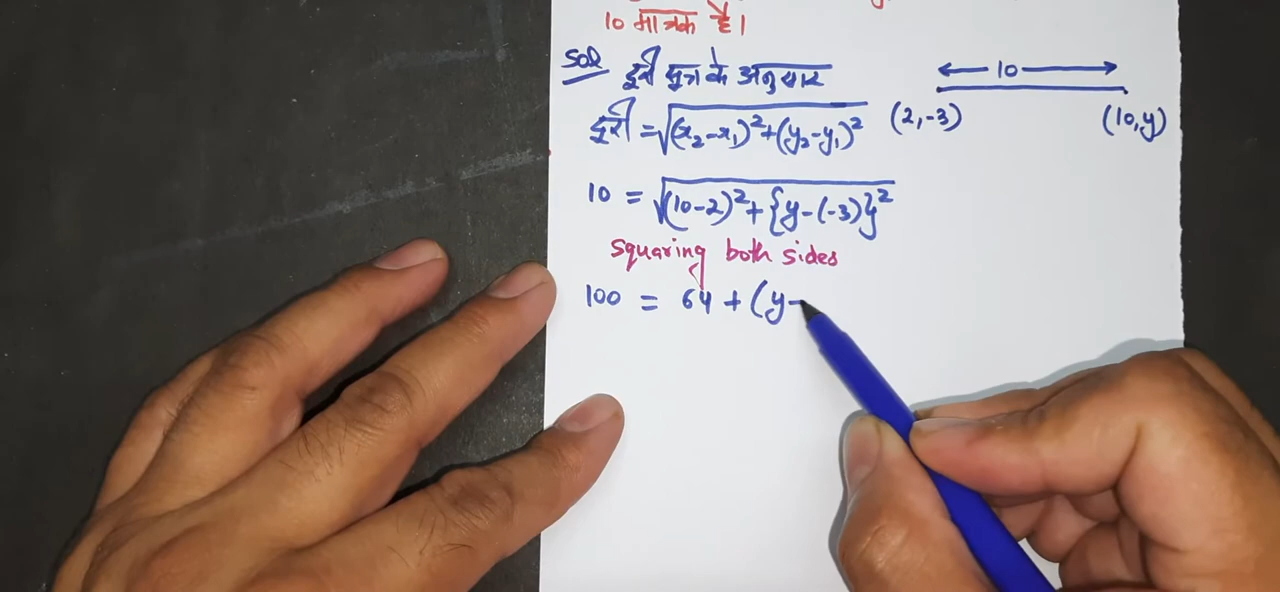 10 मात्रक है।
Sol दूरी सूत्र के अनुसार
10
दूरी = √(x₂-x₁)²+(y₂-y₁)² (2,-3) (10,y)
10 = √(10-2)²+{y-(-3)}²
squaring both sides
100 = 64 + (y-